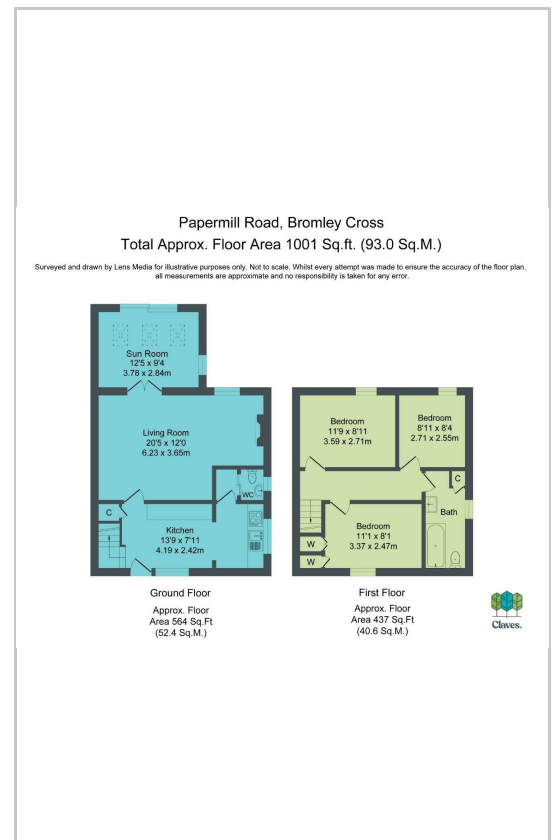 Papermill Road, Bromley Cross
Total Approx. Floor Area 1001 Sq.ft. (93.0 Sq.M.)
Surveyed and drawn by Lens Media for illustrative purposes only. Not to scale. Whilst every attempt was made to ensure the accuracy of the floor plan,
all measurements are approximate and no responsibility is taken for any error.
Sun Room
12'5 x 9'4
3.78 x 2.84m
Living Room
20'5 x 12'0
6.23 x 3.65m
WC
C
Kitchen
13'9 x 7'11
4.19 x 2.42m
Ground Floor
Approx. Floor
Area 564 Sq.Ft
(52.4 Sq.M.)
Bedroom
11'9 x 8'11
3.59 x 2.71m
Bedroom
8'11 x 8'4
2.71 x 2.55m
C
Bath
Bedroom
11'1 x 8'1
3.37 x 2.47m
W
W
First Floor
Approx. Floor
Area 437 Sq.Ft
(40.6 Sq.M.)
Claves.